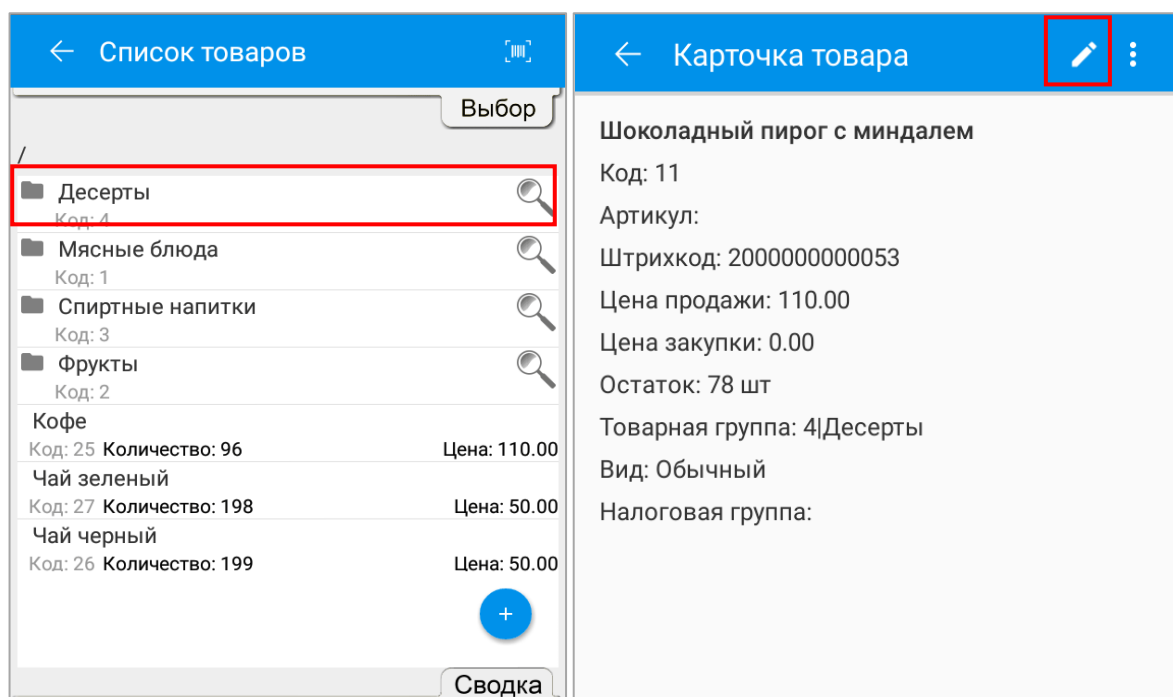 Список товаров
Выбор
/
Десерты
Код: 4
Мясные блюда
Код: 1
Спиртные напитки
Код: 3
Фрукты
Код: 2
Кофе
Код: 25 Количество: 96 Цена: 110.00
Чай зеленый
Код: 27 Количество: 198 Цена: 50.00
Чай черный
Код: 26 Количество: 199 Цена: 50.00
+
Сводка
Карточка товара
Шоколадный пирог с миндалем
Код: 11
Артикул:
Штрихкод: 2000000000053
Цена продажи: 110.00
Цена закупки: 0.00
Остаток: 78 шт
Товарная группа: 4|Десерты
Вид: Обычный
Налоговая группа: